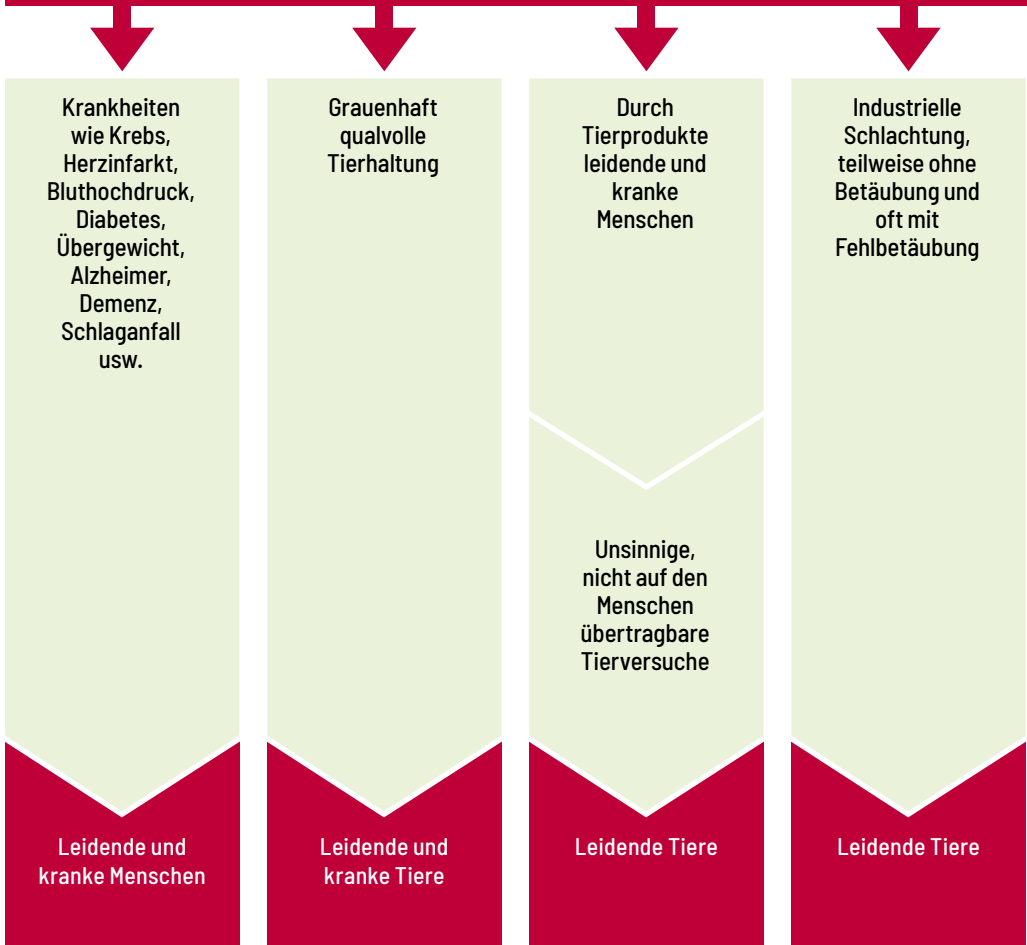 Krankheiten
wie Krebs,
Herzinfarkt,
Bluthochdruck,
Diabetes,
Übergewicht,
Alzheimer,
Demenz,
Schlaganfall
usw.
Grauenhaft
qualvolle
Tierhaltung
Durch
Tierprodukte
leidende und
kranke
Menschen
Industrielle
Schlachtung,
teilweise ohne
Betäubung und
oft mit
Fehlbetäubung
Unsinnige,
nicht auf den
Menschen
übertragbare
Tierversuche
Leidende und
kranke Menschen
Leidende und
kranke Tiere
Leidende Tiere
Leidende Tiere